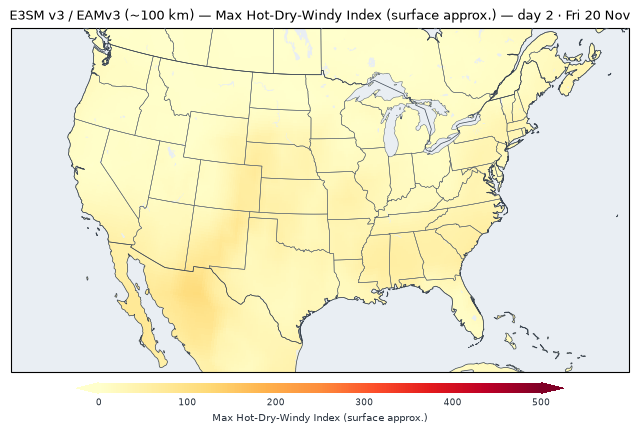 E3SM v3 / EAMv3 (~100 km) — Max Hot-Dry-Windy Index (surface approx.) — day 2 · Fri 20 Nov
0 100 200 300 400 500
Max Hot-Dry-Windy Index (surface approx.)